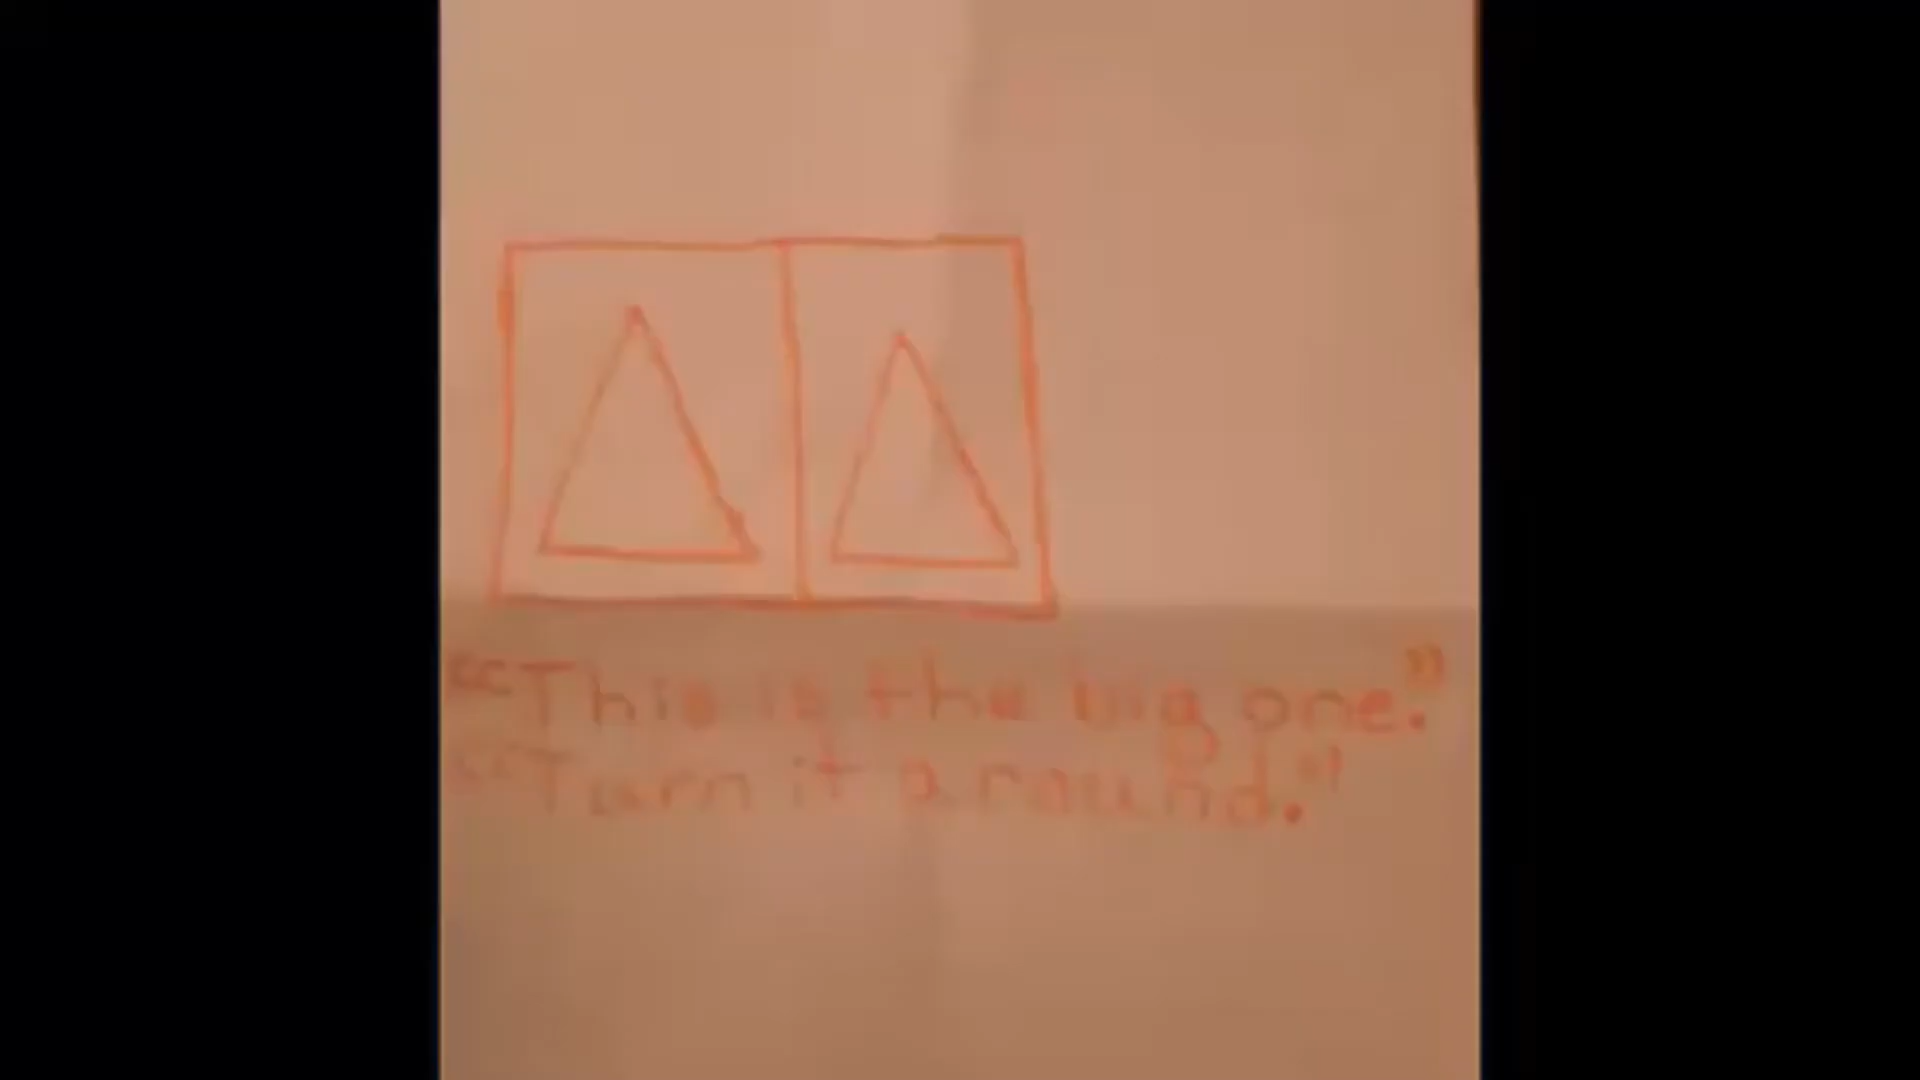 “This is the big one.”
“Turn it around.”